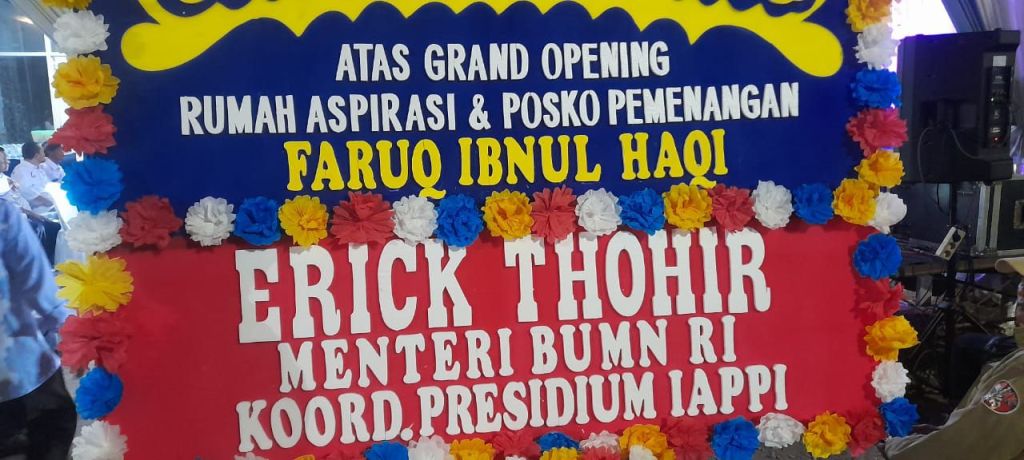 ATAS GRAND OPENING
RUMAH ASPIRASI & POSKO PEMENANGAN
FARUQ IBNUL HAQI
ERICK THOHIR
MENTERI BUMN RI
KOORD. PRESIDIUM IAPPI